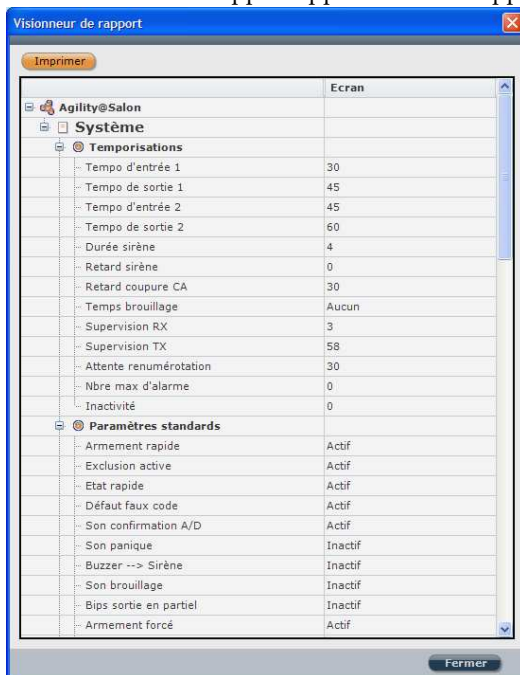 Visionneur de rapport
Imprimer
Ecran
Agility@Salon
Système
Temporisations
Tempo d'entrée 1 30
Tempo de sortie 1 45
Tempo d'entrée 2 45
Tempo de sortie 2 60
Durée sirène 4
Retard sirène 0
Retard coupure CA 30
Temps brouillage Aucun
Supervision RX 3
Supervision TX 58
Attente renumérotation 30
Nbre max d'alarme 0
Inactivité 0
Paramètres standards
Armement rapide Actif
Exclusion active Actif
Etat rapide Actif
Défaut faux code Actif
Son confirmation A/D Actif
Son panique Inactif
Buzzer --> Sirène Inactif
Son brouillage Inactif
Bips sortie en partiel Inactif
Armement forcé Actif
Fermer